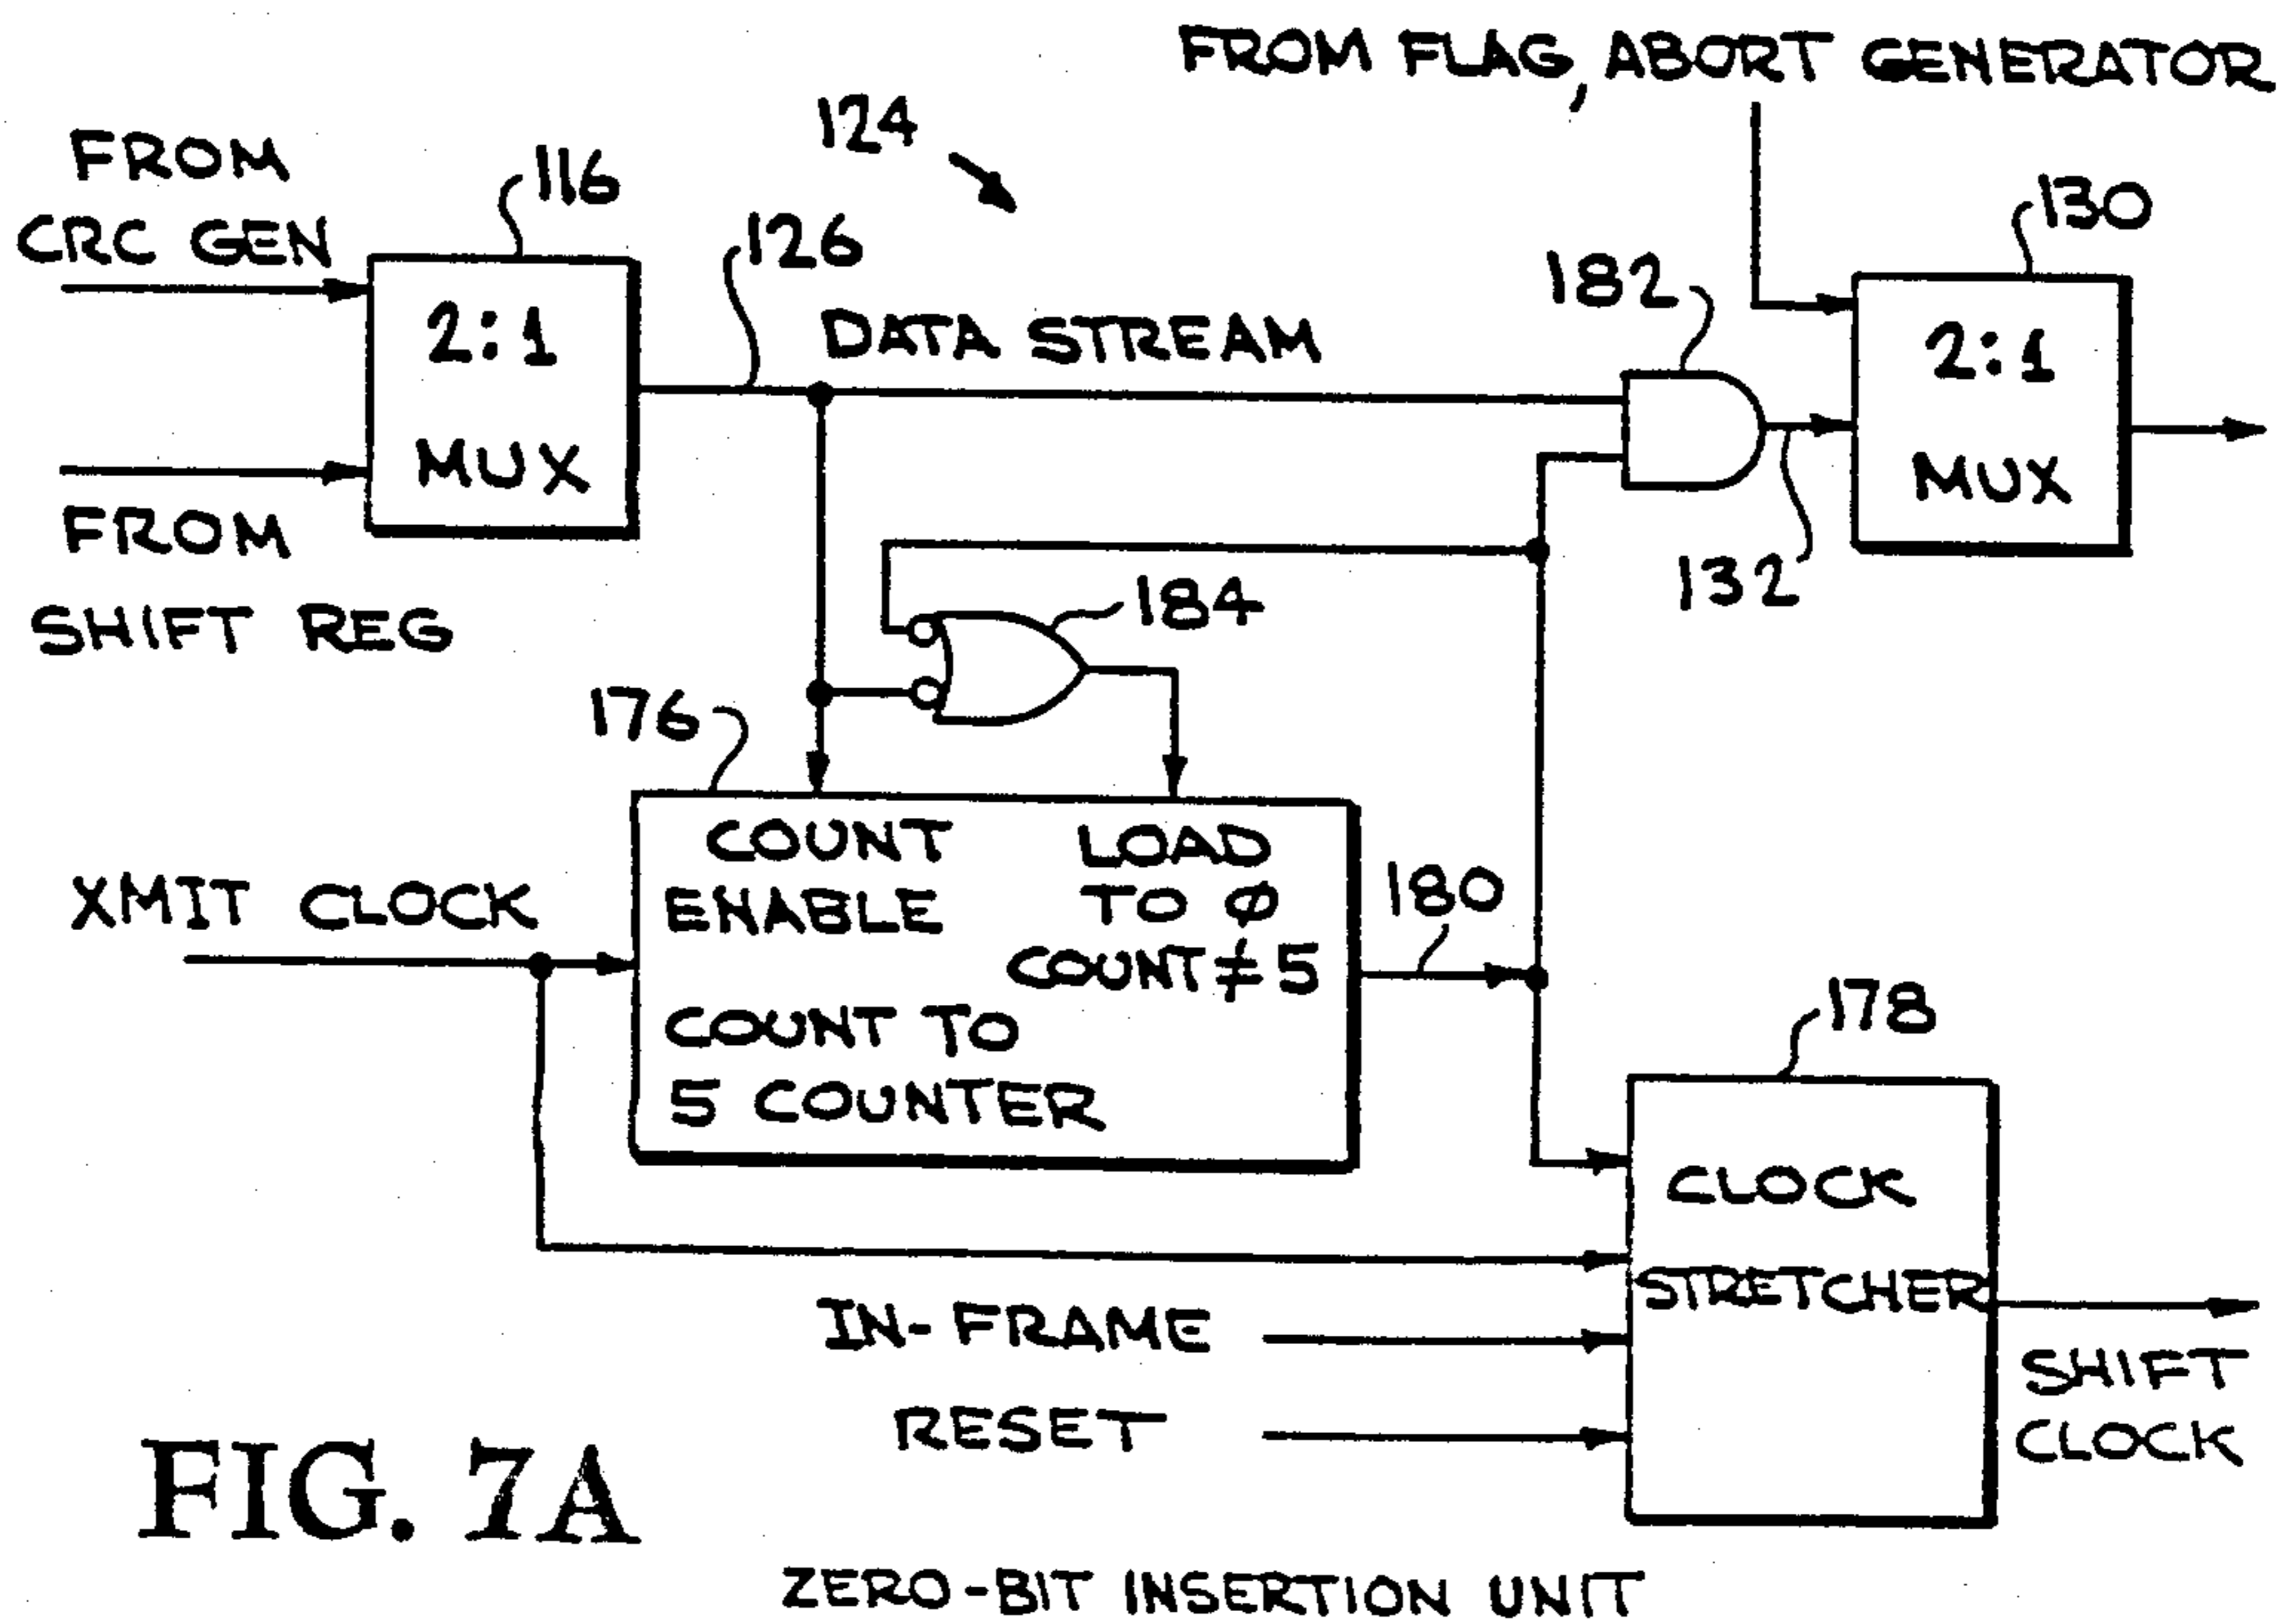 FROM FLAG, ABORT GENERATOR
124
FROM
CRC GEN
116
126
130
182
2:1
MUX
DATA STREAM
2:1
MUX
FROM
SHIFT REG
132
184
176
COUNT
ENABLE
LOAD
TO Ø
COUNT≠5
XMIT CLOCK
180
COUNT TO
5 COUNTER
178
CLOCK
STRETCHER
IN-FRAME
RESET
SHIFT
CLOCK
FIG. 7A
ZERO-BIT INSERTION UNIT